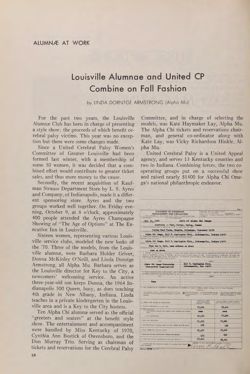 ALUMNÆ AT WORK
Louisville Alumnae and United CP
Combine on Fall Fashion
by LINDA DORNTGE ARMSTRONG (Alpha Mu)
For the past two years, the Louisville
Alumnae Club has been in charge of presenting
a style show, the proceeds of which benefit cerebral
palsy victims. This year was no exception
but there were some changes made.
Since a United Cerebral Palsy Women's
Committee of Greater Louisville had been
formed last winter, with a membership of
some 50 women, it was decided that a combined
effort would contribute to greater ticket
sales, and thus more money to the cause.
Secondly, the recent acquisition of Kaufman
Straus Department Store by L. S. Ayres
and Company, of Indianapolis, made it a different
sponsoring store. Ayres and the two
groups worked well together. On Friday evening,
October 9, at 8 o'clock, approximately
400 people attended the Ayres Champagne
Showing of "The Age of Options" at The Executive
Inn in Louisville.
Sixteen women, representing various Louisville
service clubs, modeled the new looks of
the '70. Three of the models, from the Louisville
alumnae, were Barbara Holder Grissor,
Donna McKinley O'Neill, and Linda Dorntge
Armstrong, all Alpha Mu. Barbara serves as
the Louisville director for Key to the City, a
newcomers' welcoming service. An active
three year-old son keeps Donna, the 1964 Indianapolis
500 Queen, busy, as does teaching
4th grade in New Albany, Indiana. Linda
teaches in a private kindergarten in the Louisville
area and is a Key to the City hostess.
Ten Alpha Chi alumnae served as the official
"greeters and seaters" at the benefit style
show. The entertainment and accompaniment
were handled by Miss Kentucky of 1970,
Cynthia Ann Bostick of Owensboro, and the
Don Murray Trio. Serving as chairman of
tickets and reservations for the Cerebral Palsy
Committee, and in charge of selecting the
models, was Kate Haymaker Lay, Alpha Mu.
The Alpha Chi tickets and reservations chairman,
and general co-ordinator along with
Kate Lay, was Vicky Richardson Hinkle, Alpha
Mu.
United Cerebral Palsy is a United Appeal
agency, and serves 11 Kentucky counties and
two in Indiana. Combining force, the two cooperating
groups put on a successful show
and raised nearly $1400 for Alpha Chi Omega's
national philanthropic endeavor.